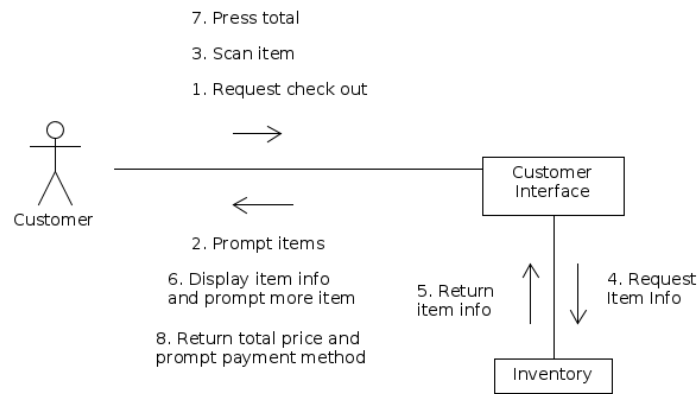 7. Press total
3. Scan item
1. Request check out
Customer
Customer
Interface
2. Prompt items
6. Display item info
and prompt more item
8. Return total price and
prompt payment method
5. Return
item info
4. Request
Item Info
Inventory